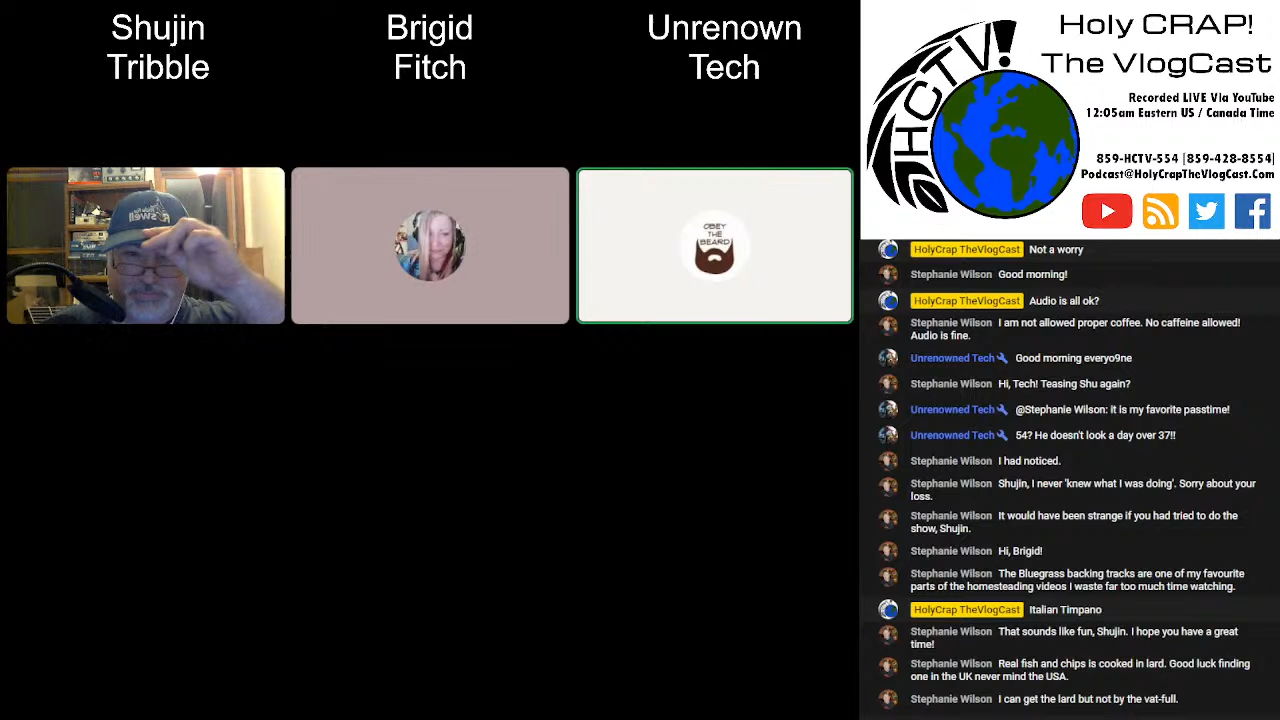 Shujin
Tribble
Brigid
Fitch
Unrenown
Tech
OBEY
THE
BEARD
HCTV!
Holy CRAP!
The VlogCast
Recorded LIVE Via YouTube
12:05am Eastern US / Canada Time
859-HCTV-554 [859-428-8554]
Podcast@HolyCrapTheVlogCast.Com
HolyCrap TheVlogCast Not a worry
Stephanie Wilson Good morning!
HolyCrap TheVlogCast Audio is all ok?
Stephanie Wilson I am not allowed proper coffee. No caffeine allowed!
Audio is fine.
Unrenowned Tech Good morning everyo9ne
Stephanie Wilson Hi, Tech! Teasing Shu again?
Unrenowned Tech @Stephanie Wilson: it is my favorite passtime!
Unrenowned Tech 54? He doesn't look a day over 37!!
Stephanie Wilson I had noticed.
Stephanie Wilson Shujin, I never 'knew what I was doing'. Sorry about your
loss.
Stephanie Wilson It would have been strange if you had tried to do the
show, Shujin.
Stephanie Wilson Hi, Brigid!
Stephanie Wilson The Bluegrass backing tracks are one of my favourite
parts of the homesteading videos I waste far too much time watching.
HolyCrap TheVlogCast Italian Timpano
Stephanie Wilson That sounds like fun, Shujin. I hope you have a great
time!
Stephanie Wilson Real fish and chips is cooked in lard. Good luck finding
one in the UK never mind the USA.
Stephanie Wilson I can get the lard but not by the vat-full.